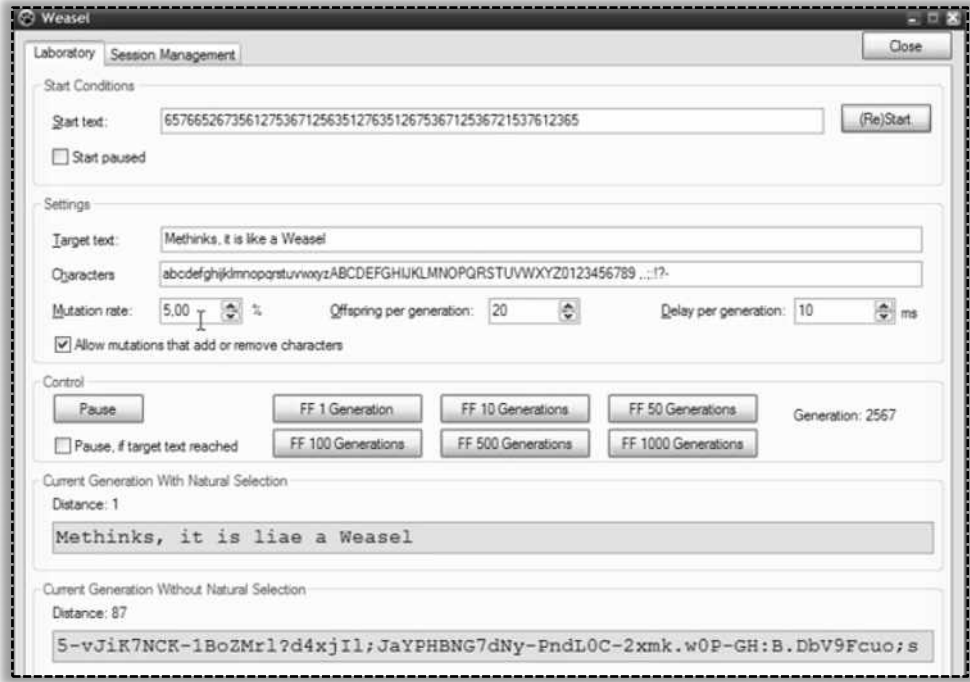 Weasel
Close
Laboratory Session Management
Start Conditions
Start text: 65766526735612753671256351276351267536712536721537612365 (Re)Start
Start paused
Settings
Target text: Methinks, it is like a Weasel
Characters abcdefghijklmnopqrstuvwxyzABCDEFGHIJKLMNOPQRSTUVWXYZ0123456789 .,;:!?-
Mutation rate: 5,00 % Offspring per generation: 20 Delay per generation: 10 ms
Allow mutations that add or remove characters
Control
Pause FF 1 Generation FF 10 Generations FF 50 Generations Generation: 2567
Pause, if target text reached FF 100 Generations FF 500 Generations FF 1000 Generations
Current Generation With Natural Selection
Distance: 1
Methinks, it is liae a Weasel
Current Generation Without Natural Selection
Distance: 87
5-vJiK7NCK-1BoZMrl?d4xjIl;JaYPHBNG7dNy-PndL0C-2xmk.w0P-GH:B.DbV9Fcuo;s